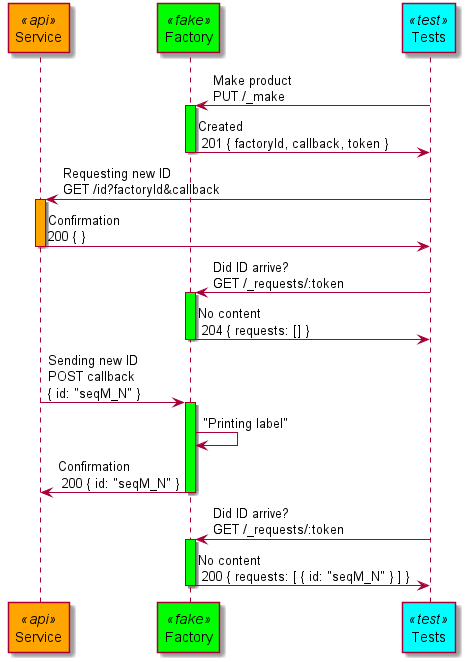 «api»
Service
«fake»
Factory
«test»
Tests
Make product
PUT /_make
Created
201 { factoryId, callback, token }
Requesting new ID
GET /id?factoryId&callback
Confirmation
200 { }
Did ID arrive?
GET /_requests/:token
No content
204 { requests: [] }
Sending new ID
POST callback
{ id: "seqM_N" }
"Printing label"
Confirmation
200 { id: "seqM_N" }
Did ID arrive?
GET /_requests/:token
No content
200 { requests: [ { id: "seqM_N" } ] }
«api»
Service
«fake»
Factory
«test»
Tests